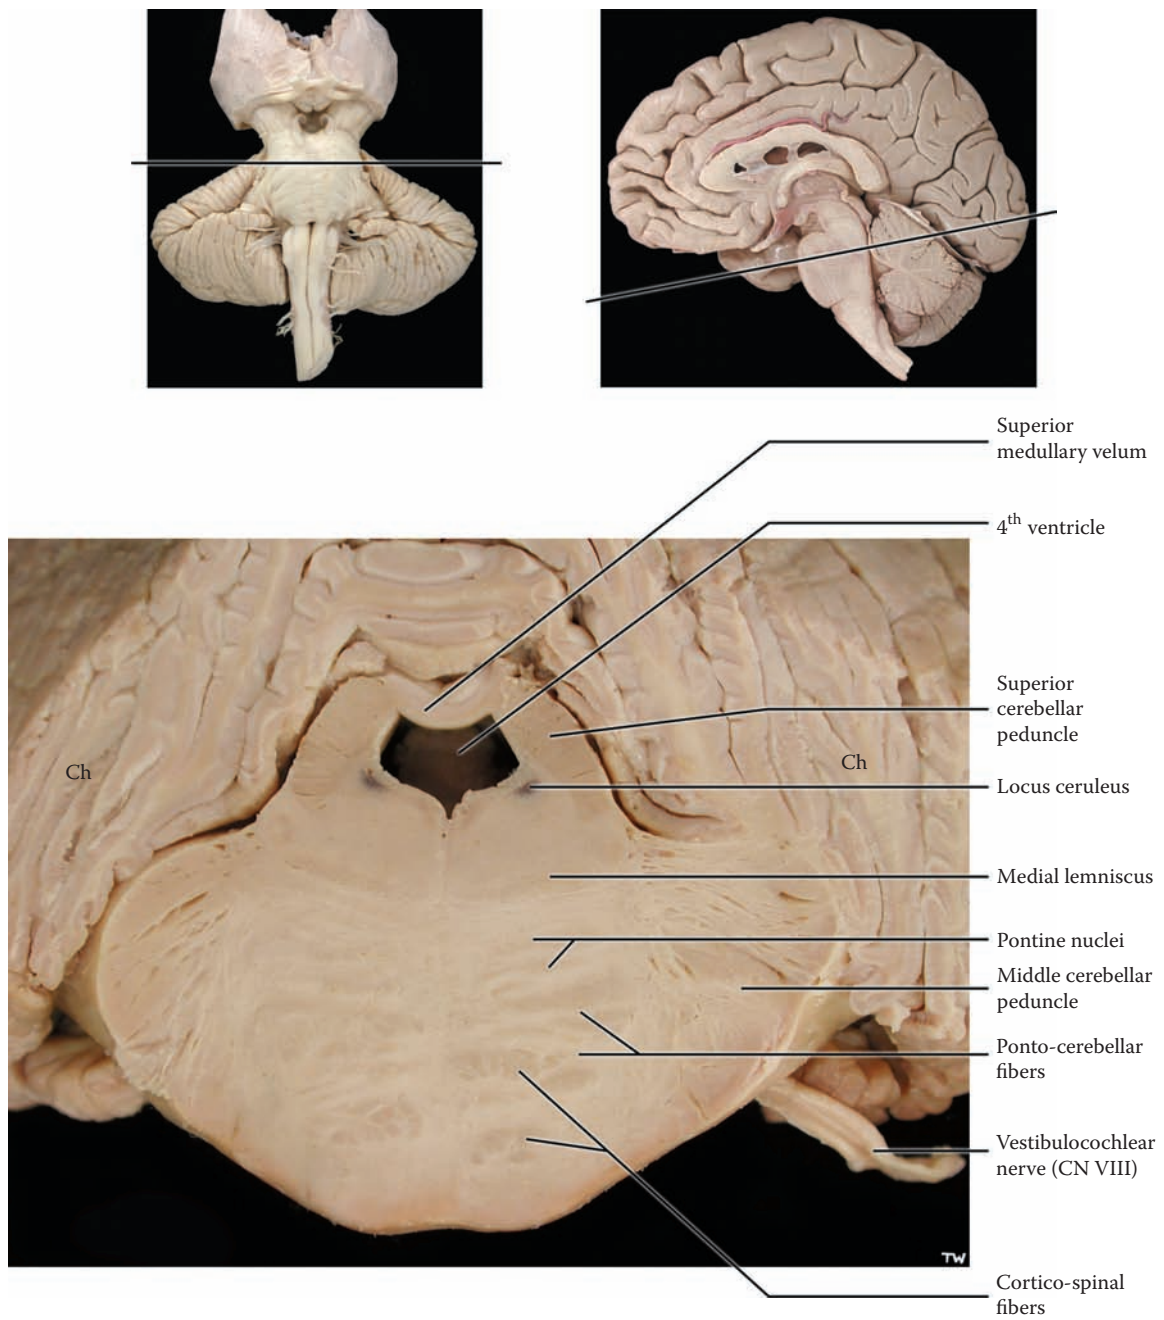 Superior
medullary velum
4th ventricle
Superior
cerebellar
peduncle
Ch
Ch
Locus ceruleus
Medial lemniscus
Pontine nuclei
Middle cerebellar
peduncle
Ponto-cerebellar
fibers
Vestibulocochlear
nerve (CN VIII)
TW
Cortico-spinal
fibers